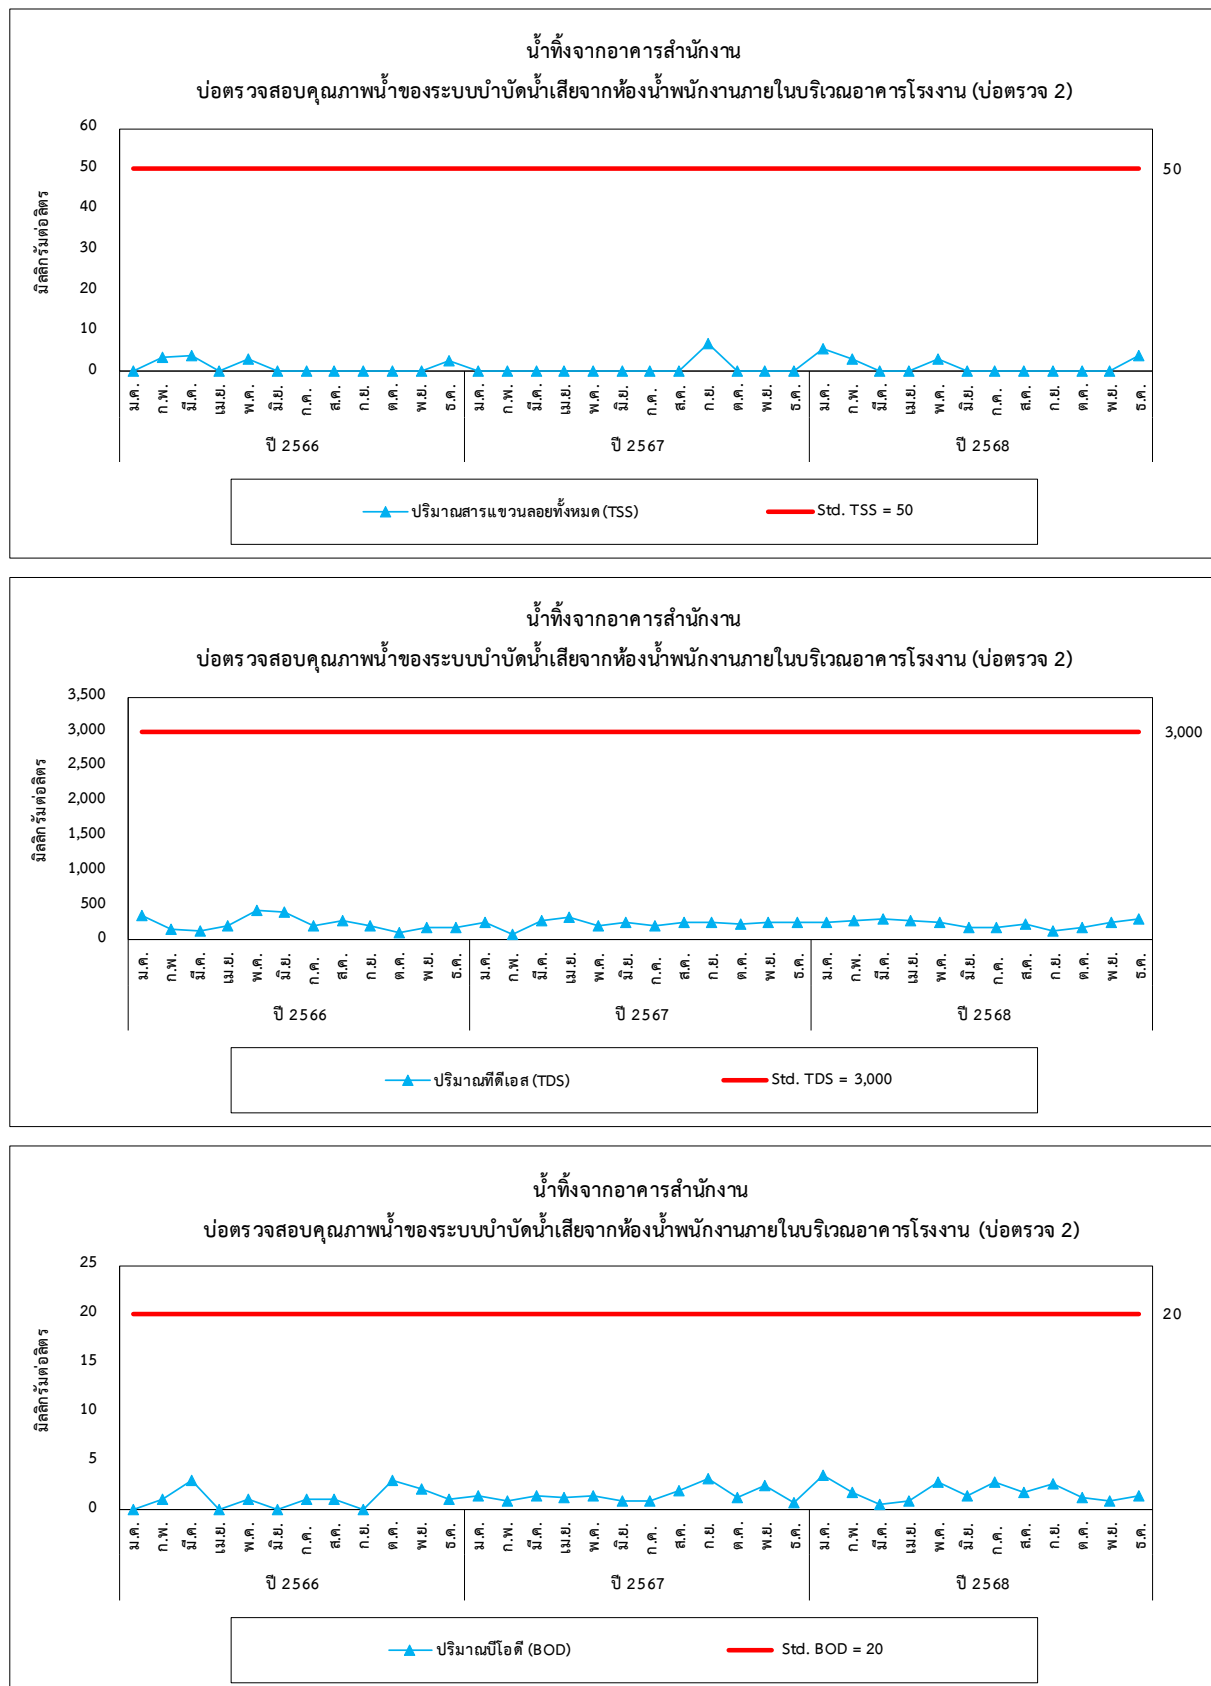 น้ำทิ้งจากอาคารสำนักงาน
บ่อตรวจสอบคุณภาพน้ำของระบบบำบัดน้ำเสียจากห้องน้ำพนักงานภายในบริเวณอาคารโรงงาน (บ่อตรวจ 2)
มิลลิกรัมต่อลิตร
60
50
40
30
20
10
0
50
ม.ค. ก.พ. มี.ค. เม.ย. พ.ค. มิ.ย. ก.ค. ส.ค. ก.ย. ต.ค. พ.ย. ธ.ค. ม.ค. ก.พ. มี.ค. เม.ย. พ.ค. มิ.ย. ก.ค. ส.ค. ก.ย. ต.ค. พ.ย. ธ.ค. ม.ค. ก.พ. มี.ค. เม.ย. พ.ค. มิ.ย. ก.ค. ส.ค. ก.ย. ต.ค. พ.ย. ธ.ค.
ปี 2566 ปี 2567 ปี 2568
ปริมาณสารแขวนลอยทั้งหมด (TSS) Std. TSS = 50
น้ำทิ้งจากอาคารสำนักงาน
บ่อตรวจสอบคุณภาพน้ำของระบบบำบัดน้ำเสียจากห้องน้ำพนักงานภายในบริเวณอาคารโรงงาน (บ่อตรวจ 2)
มิลลิกรัมต่อลิตร
3,500
3,000
2,500
2,000
1,500
1,000
500
0
3,000
ม.ค. ก.พ. มี.ค. เม.ย. พ.ค. มิ.ย. ก.ค. ส.ค. ก.ย. ต.ค. พ.ย. ธ.ค. ม.ค. ก.พ. มี.ค. เม.ย. พ.ค. มิ.ย. ก.ค. ส.ค. ก.ย. ต.ค. พ.ย. ธ.ค. ม.ค. ก.พ. มี.ค. เม.ย. พ.ค. มิ.ย. ก.ค. ส.ค. ก.ย. ต.ค. พ.ย. ธ.ค.
ปี 2566 ปี 2567 ปี 2568
ปริมาณทีดีเอส (TDS) Std. TDS = 3,000
น้ำทิ้งจากอาคารสำนักงาน
บ่อตรวจสอบคุณภาพน้ำของระบบบำบัดน้ำเสียจากห้องน้ำพนักงานภายในบริเวณอาคารโรงงาน (บ่อตรวจ 2)
มิลลิกรัมต่อลิตร
25
20
15
10
5
0
20
ม.ค. ก.พ. มี.ค. เม.ย. พ.ค. มิ.ย. ก.ค. ส.ค. ก.ย. ต.ค. พ.ย. ธ.ค. ม.ค. ก.พ. มี.ค. เม.ย. พ.ค. มิ.ย. ก.ค. ส.ค. ก.ย. ต.ค. พ.ย. ธ.ค. ม.ค. ก.พ. มี.ค. เม.ย. พ.ค. มิ.ย. ก.ค. ส.ค. ก.ย. ต.ค. พ.ย. ธ.ค.
ปี 2566 ปี 2567 ปี 2568
ปริมาณบีโอดี (BOD) Std. BOD = 20